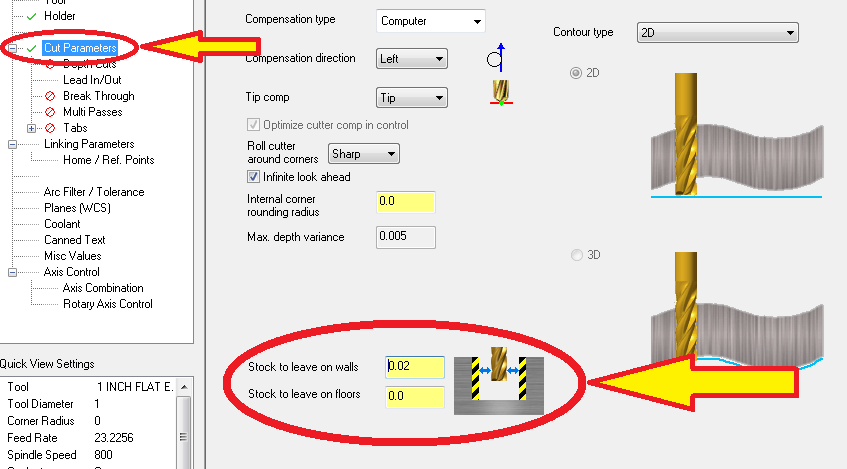 Tool
Holder
Cut Parameters
Depth Cuts
Lead In/Out
Break Through
Multi Passes
Tabs
Linking Parameters
Home / Ref. Points
Arc Filter / Tolerance
Planes (WCS)
Coolant
Canned Text
Misc Values
Axis Control
Axis Combination
Rotary Axis Control
Quick View Settings
Tool 1 INCH FLAT E.
Tool Diameter 1
Corner Radius 0
Feed Rate 23.2256
Spindle Speed 800
Compensation type Computer
Compensation direction Left
Tip comp Tip
Optimize cutter comp in control
Roll cutter
around corners Sharp
Infinite look ahead
Internal corner
rounding radius 0.0
Max. depth variance 0.005
Stock to leave on walls 0.02
Stock to leave on floors 0.0
Contour type 2D
2D
3D